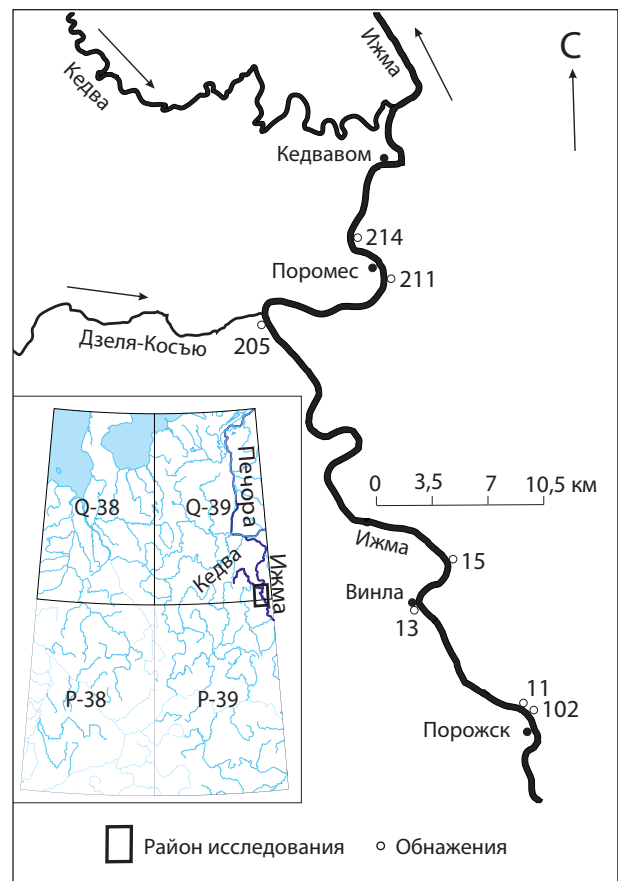 Ижма
С
Кедва
Кедвавом
214
Поромес
211
Дзеля-Косъю
205
0 3,5 7 10,5 км
Ижма
15
Винла
13
11
102
Порожск
Печора
Q-38
Q-39
Кедва
Ижма
P-38
P-39
Район исследования
Обнажения